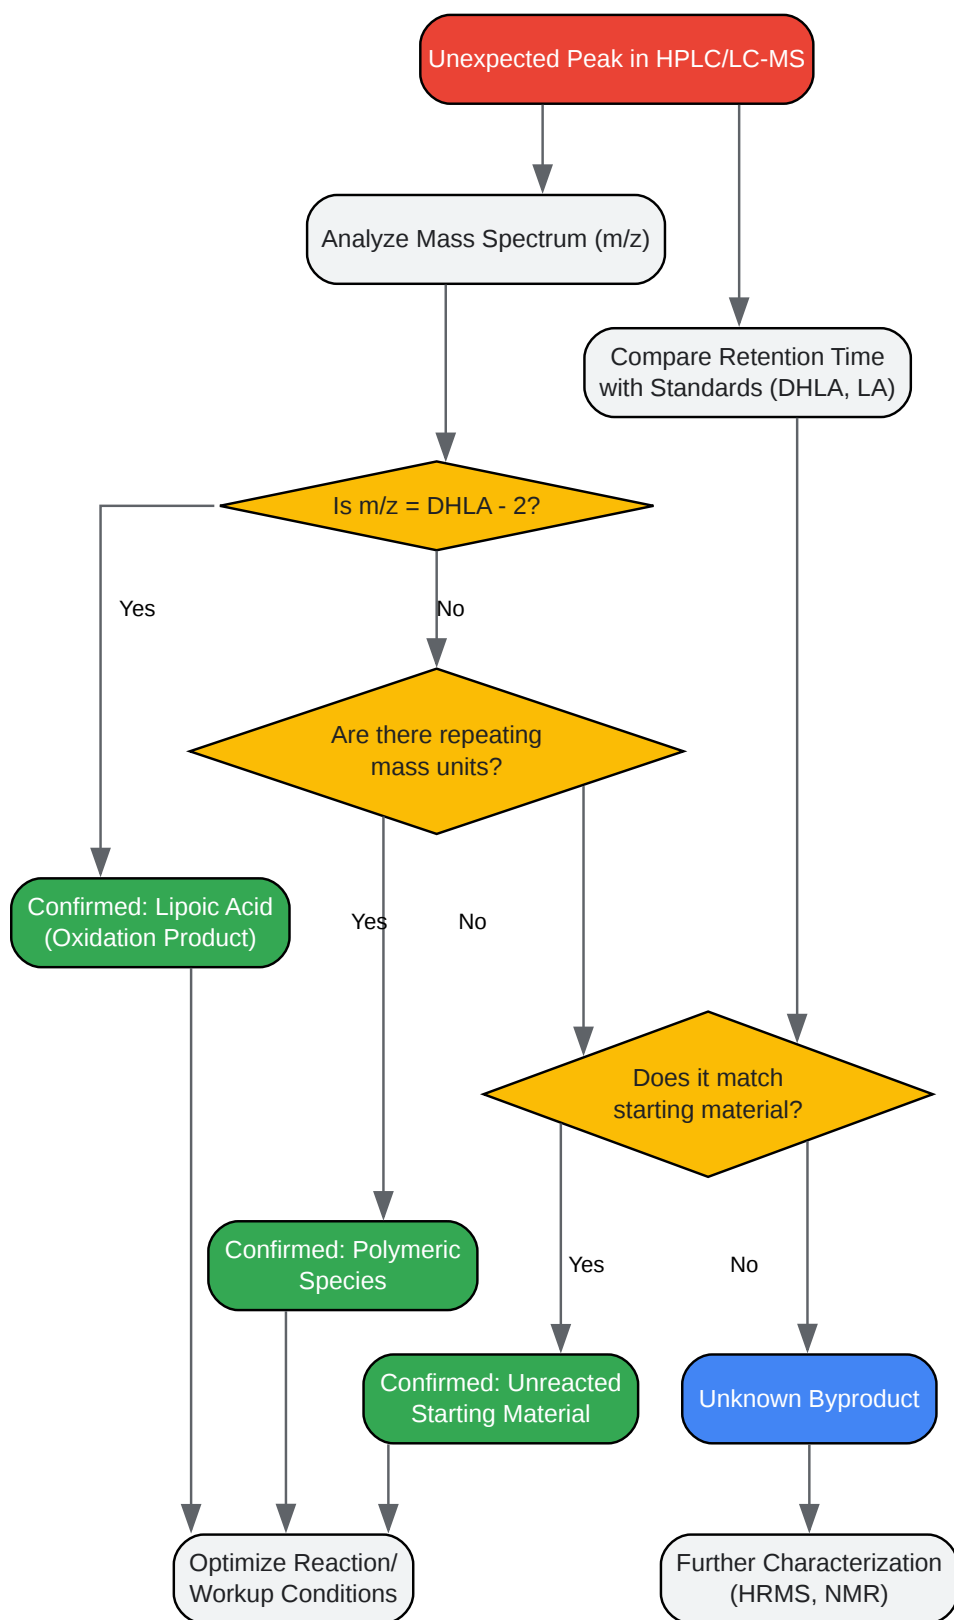 Unexpected Peak in HPLC/LC-MS
Analyze Mass Spectrum (m/z)
Compare Retention Time
with Standards (DHLA, LA)
Is m/z = DHLA - 2?
Yes
No
Are there repeating
mass units?
Confirmed: Lipoic Acid
(Oxidation Product)
Yes
No
Does it match
starting material?
Confirmed: Polymeric
Species
Yes
No
Confirmed: Unreacted
Starting Material
Unknown Byproduct
Optimize Reaction/
Workup Conditions
Further Characterization
(HRMS, NMR)